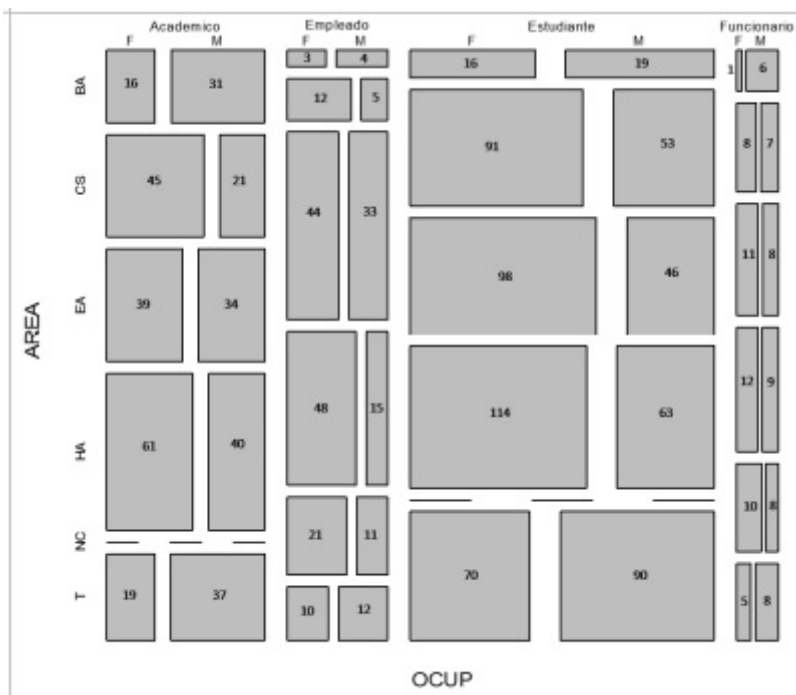 Academico Empleado Estudiante Funcionario
F M F M F M F M
BA 16 31 3 4 16 19 1 6
12 5
CS 45 21 91 53 8 7
44 33
EA 39 34 98 46 11 8
HA 61 40 48 15 114 63 12 9
NC 21 11 10 8
T 19 37 10 12 70 90 5 8
AREA
OCUP